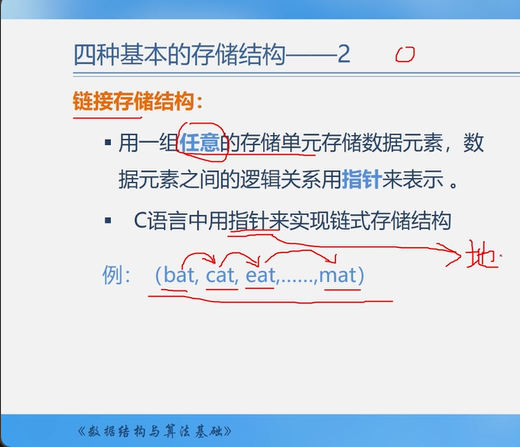 四种基本的存储结构——2
链接存储结构：
▪ 用一组任意的存储单元存储数据元素，数
据元素之间的逻辑关系用指针来表示 。
▪ C语言中用指针来实现链式存储结构
地
例：（bat, cat, eat,……,mat）
《数据结构与算法基础》